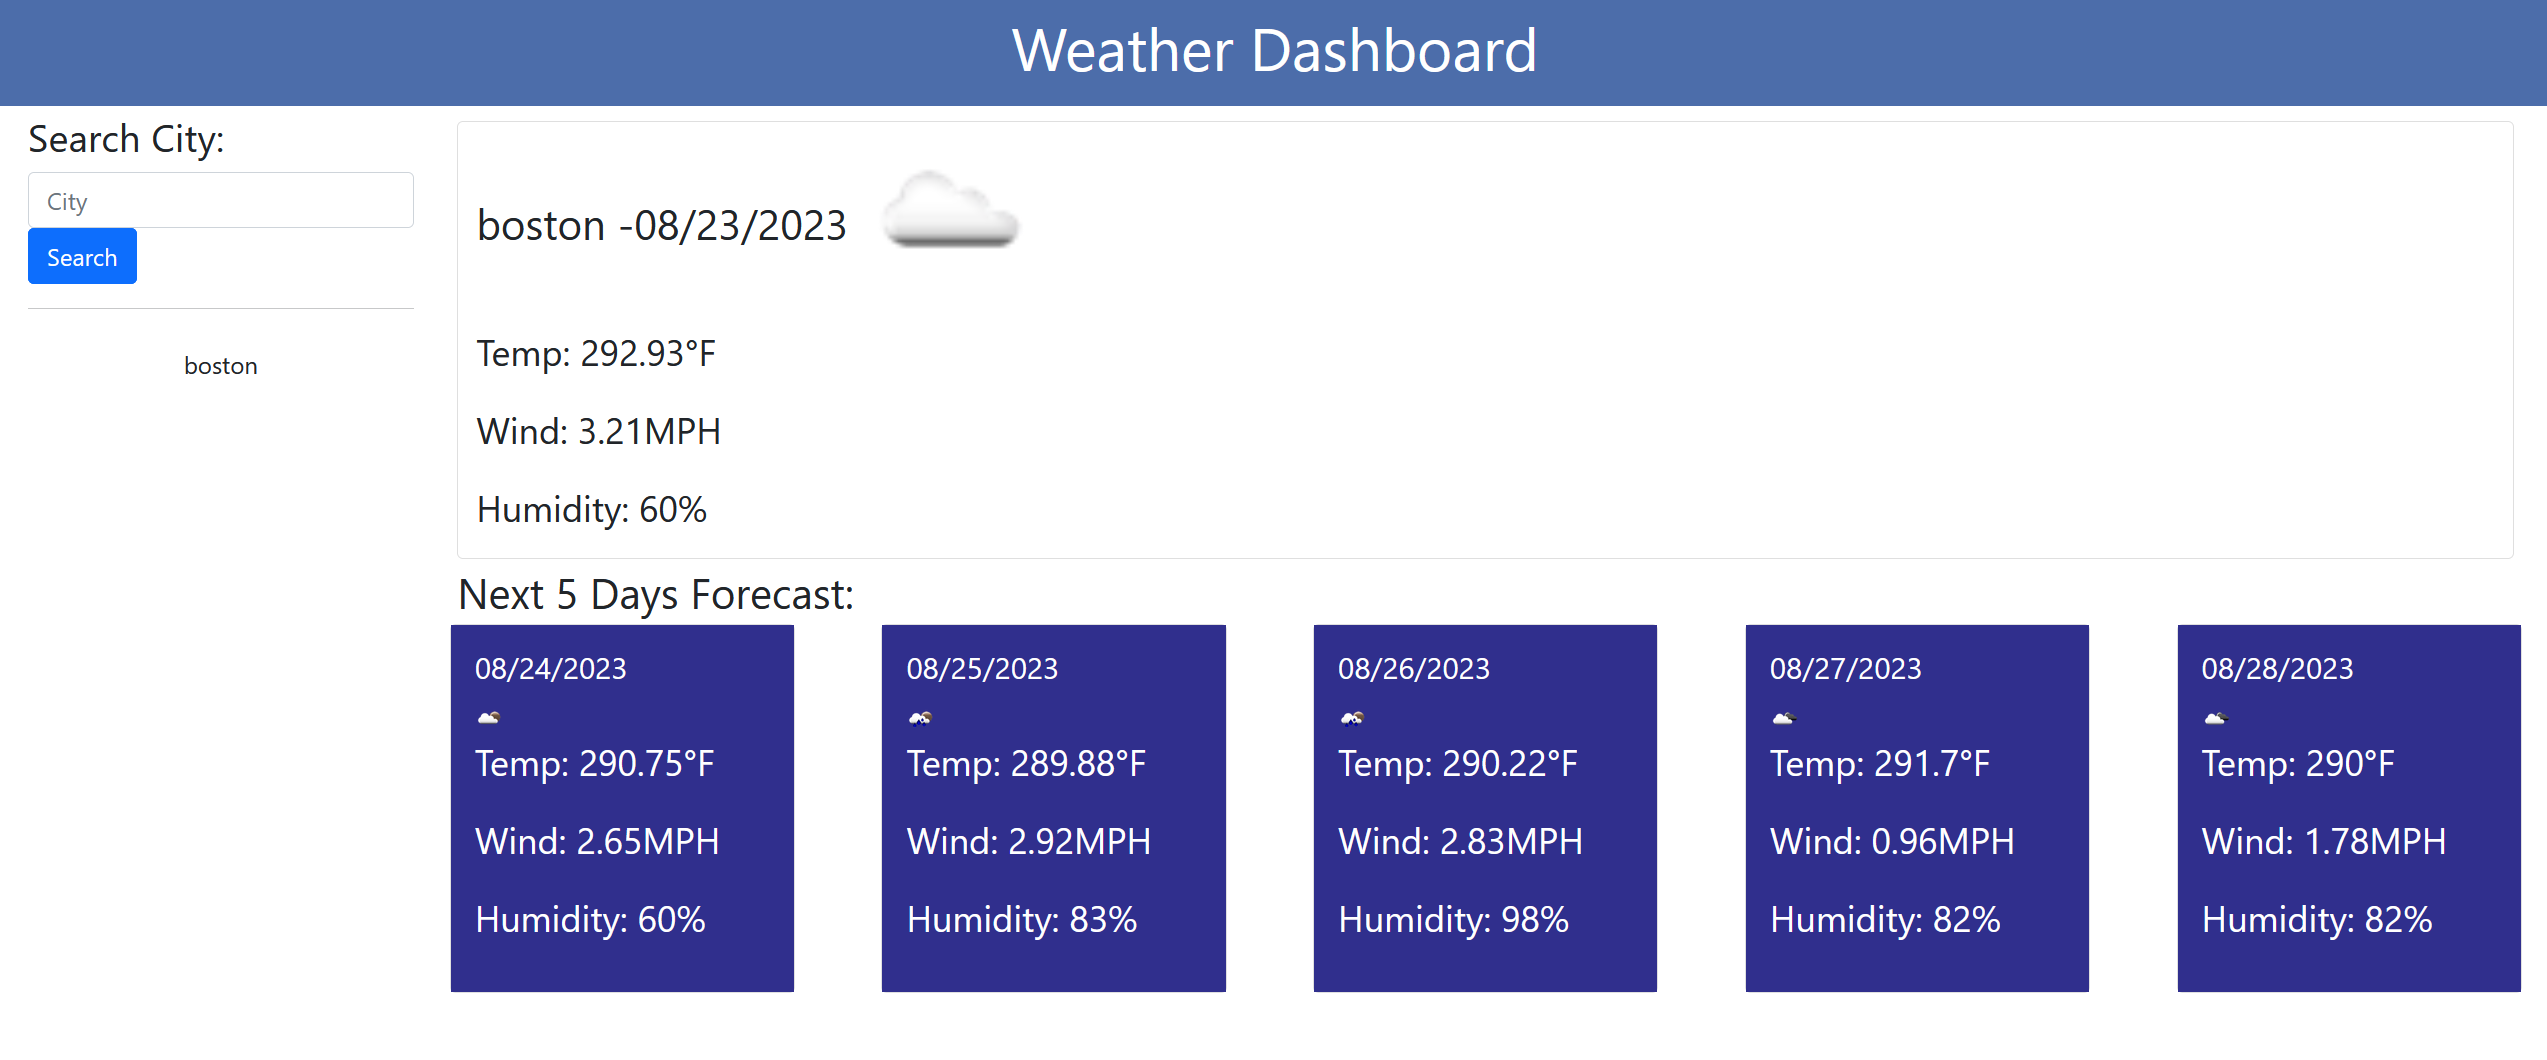 Weather Dashboard
Search City:
City
Search
boston
boston -08/23/2023
Temp: 292.93°F
Wind: 3.21MPH
Humidity: 60%
Next 5 Days Forecast:
08/24/2023
Temp: 290.75°F
Wind: 2.65MPH
Humidity: 60%
08/25/2023
Temp: 289.88°F
Wind: 2.92MPH
Humidity: 83%
08/26/2023
Temp: 290.22°F
Wind: 2.83MPH
Humidity: 98%
08/27/2023
Temp: 291.7°F
Wind: 0.96MPH
Humidity: 82%
08/28/2023
Temp: 290°F
Wind: 1.78MPH
Humidity: 82%